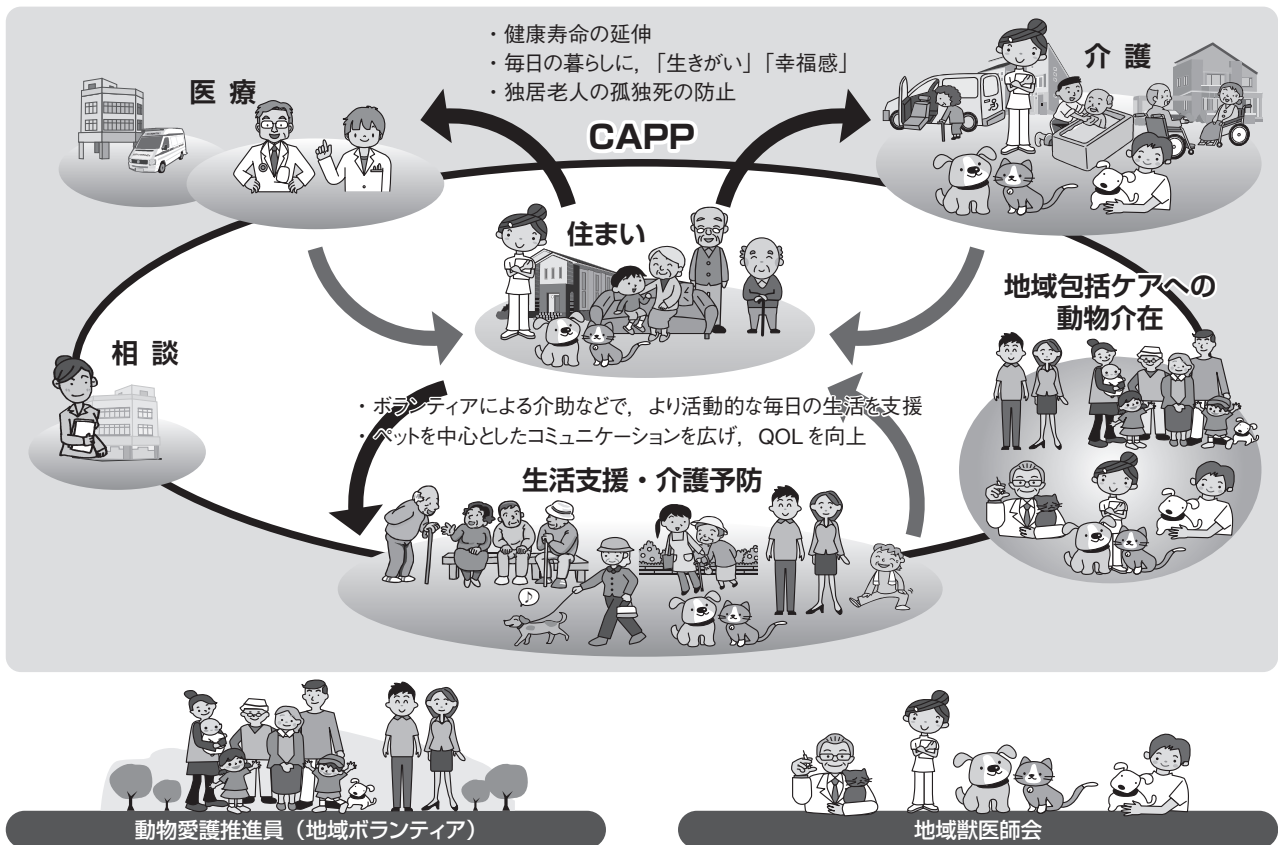 ・健康寿命の延伸
・毎日の暮らしに，「生きがい」「幸福感」
・独居老人の孤独死の防止
医 療
介 護
CAPP
住まい
地域包括ケアへの
動物介在
相 談
・ボランティアによる介助などで，より活動的な毎日の生活を支援
・ペットを中心としたコミュニケーションを広げ，QOL を向上
生活支援・介護予防
動物愛護推進員（地域ボランティア）
地域獣医師会